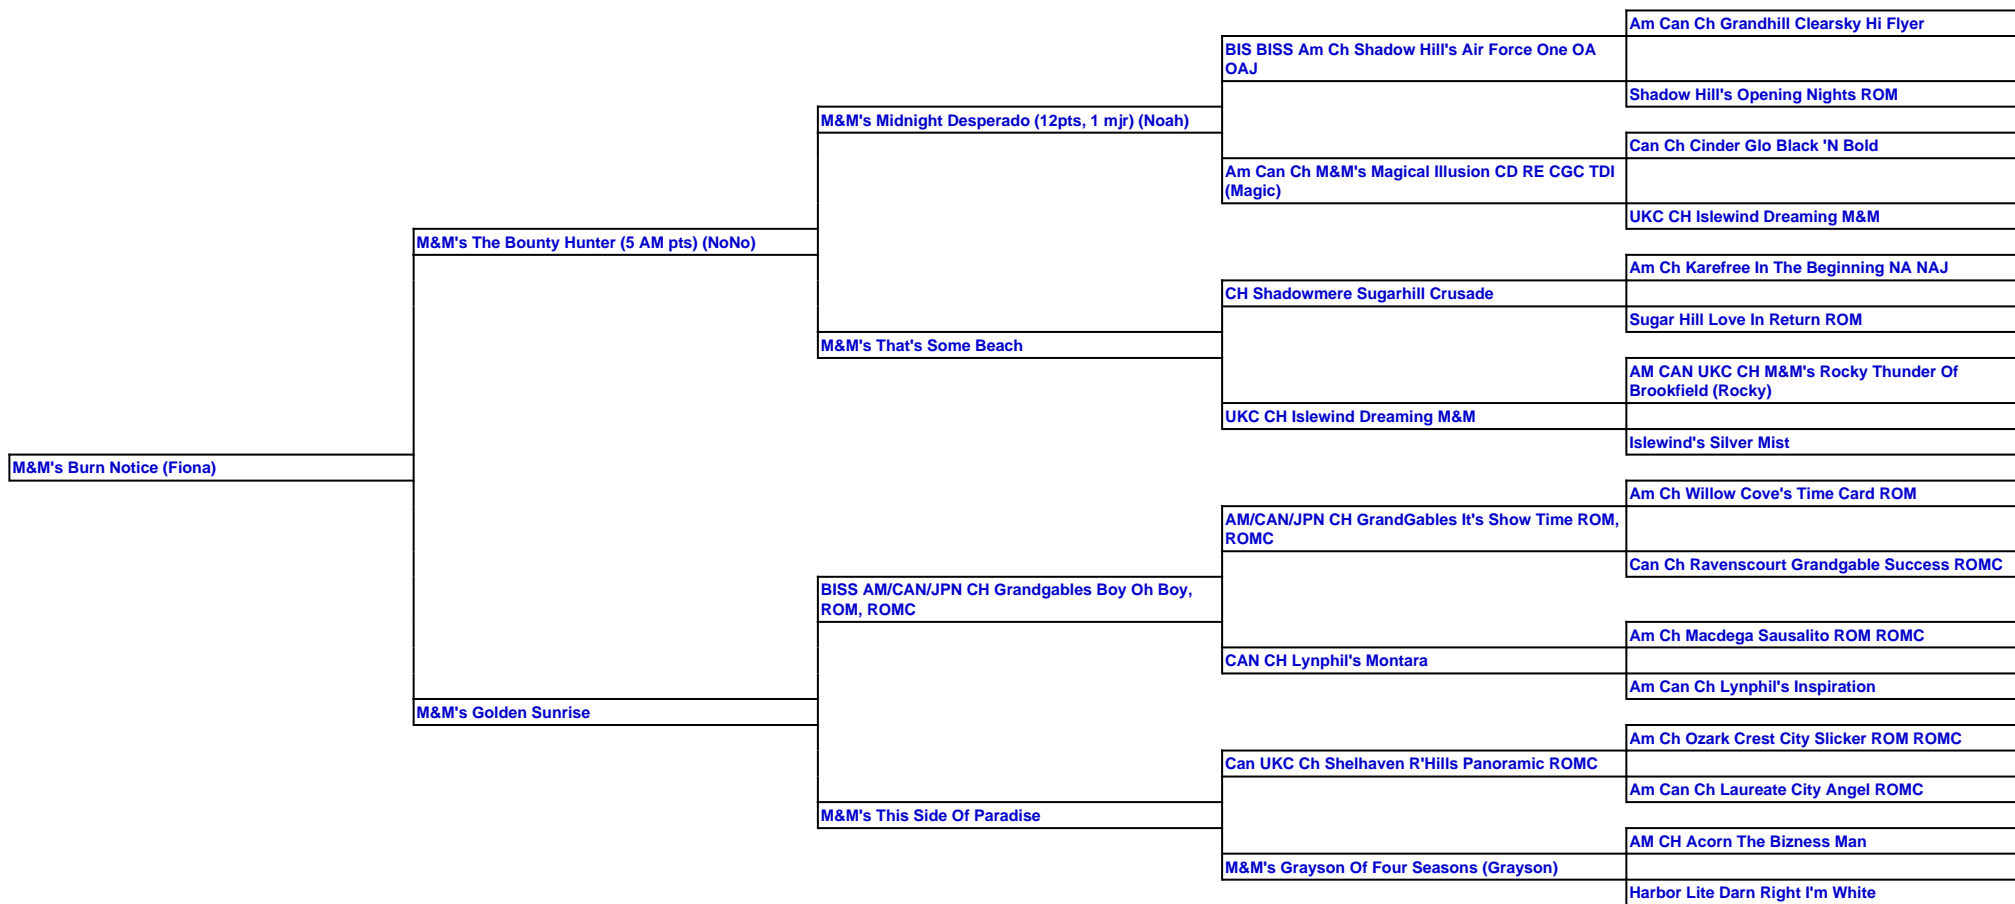 Am Can Ch Grandhill Clearsky Hi Flyer
BIS BISS Am Ch Shadow Hill's Air Force One OA
OAJ
Shadow Hill's Opening Nights ROM
M&M's Midnight Desperado (12pts, 1 mjr) (Noah)
Can Ch Cinder Glo Black 'N Bold
Am Can Ch M&M's Magical Illusion CD RE CGC TDI
(Magic)
UKC CH Islewind Dreaming M&M
M&M's The Bounty Hunter (5 AM pts) (NoNo)
Am Ch Karefree In The Beginning NA NAJ
CH Shadowmere Sugarhill Crusade
Sugar Hill Love In Return ROM
M&M's That's Some Beach
AM CAN UKC CH M&M's Rocky Thunder Of
Brookfield (Rocky)
UKC CH Islewind Dreaming M&M
Islewind's Silver Mist
M&M's Burn Notice (Fiona)
Am Ch Willow Cove's Time Card ROM
AM/CAN/JPN CH GrandGables It's Show Time ROM,
ROMC
Can Ch Ravenscourt Grandgable Success ROMC
BISS AM/CAN/JPN CH Grandgables Boy Oh Boy,
ROM, ROMC
Am Ch Macdega Sausalito ROM ROMC
CAN CH Lynphil's Montara
Am Can Ch Lynphil's Inspiration
M&M's Golden Sunrise
Am Ch Ozark Crest City Slicker ROM ROMC
Can UKC Ch Shelhaven R'Hills Panoramic ROMC
Am Can Ch Laureate City Angel ROMC
M&M's This Side Of Paradise
AM CH Acorn The Bizness Man
M&M's Grayson Of Four Seasons (Grayson)
Harbor Lite Darn Right I'm White